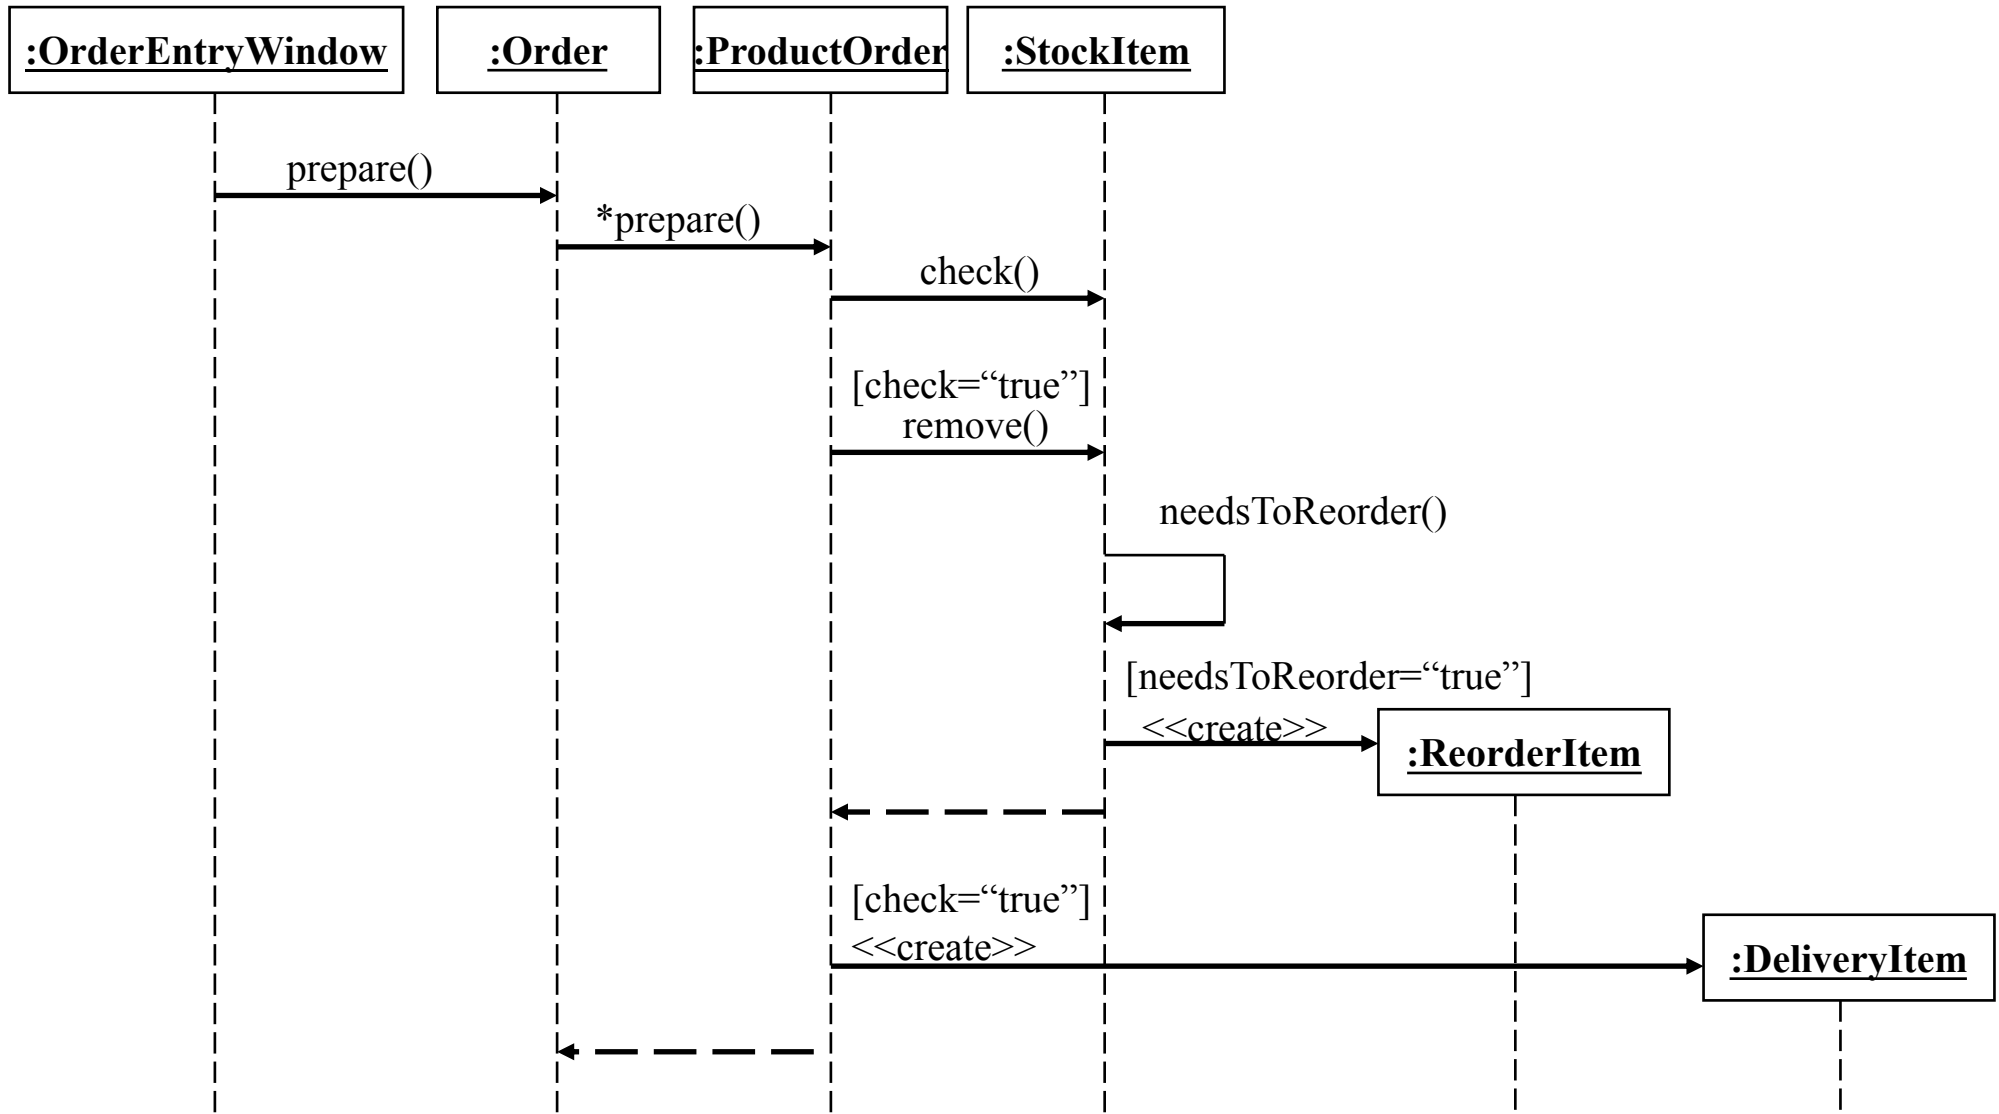 :OrderEntryWindow
:Order
:ProductOrder
:StockItem
prepare()
*prepare()
check()
[check=“true”]
remove()
needsToReorder()
[needsToReorder=“true”]
<<create>>
:ReorderItem
[check=“true”]
<<create>>
:DeliveryItem